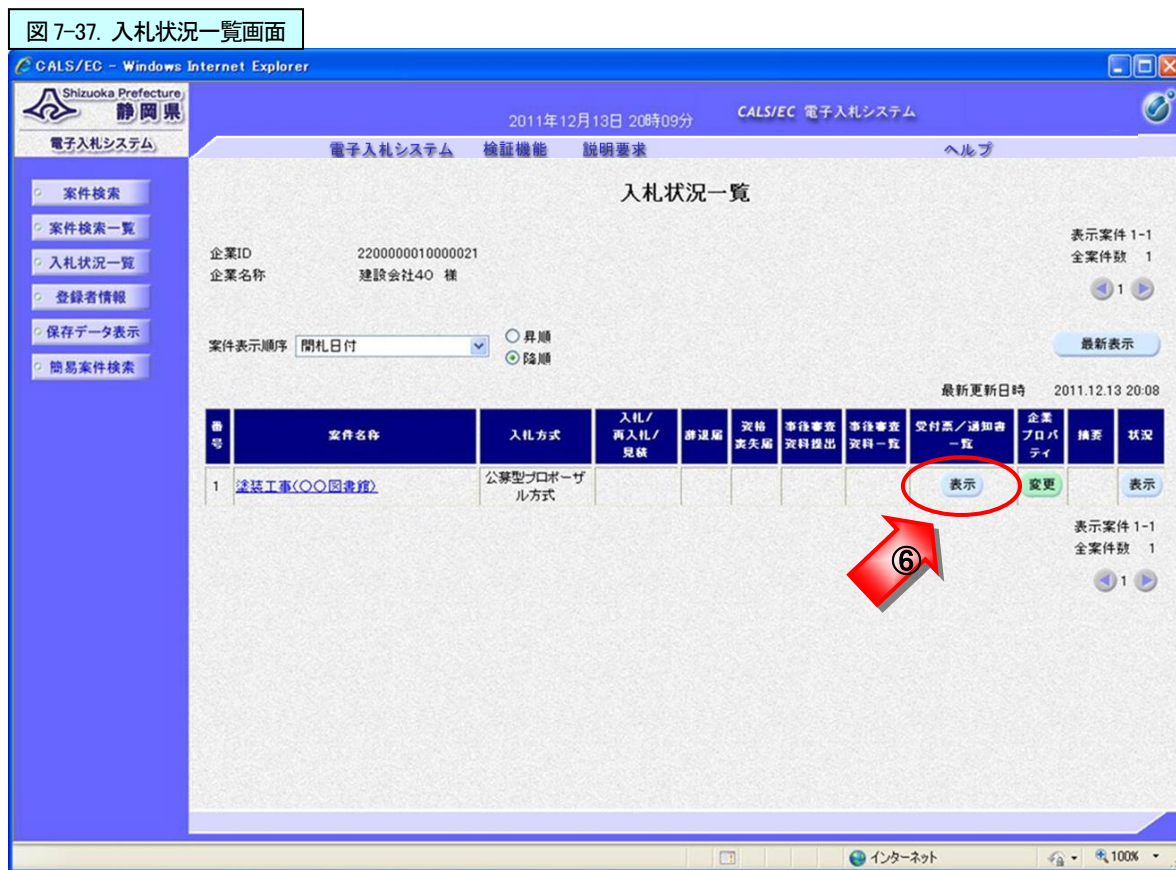 図 7-37. 入札状況一覧画面
CALS/EC - Windows Internet Explorer
Shizuoka Prefecture
静岡県
電子入札システム
2011年12月13日 20時09分
CALS/EC 電子入札システム
電子入札システム 検証機能 説明要求 ヘルプ
案件検索
案件検索一覧
入札状況一覧
登録者情報
保存データ表示
簡易案件検索
入札状況一覧
表示案件 1-1
全案件数 1
1
企業ID 2200000010000021
企業名称 建設会社40 様
案件表示順序 開札日付
昇順
降順
最新表示
最新更新日時 2011.12.13 20:08
番号 案件名称 入札方式 入札/再入札/見積 辞退届 資格喪失届 事後審査資料提出 事後審査資料一覧 受付票/通知書一覧 企業プロパティ 摘要 状況
1 塗装工事(〇〇図書館) 公募型プロポーザル方式 表示 変更 表示
⑥
表示案件 1-1
全案件数 1
1
インターネット
100%